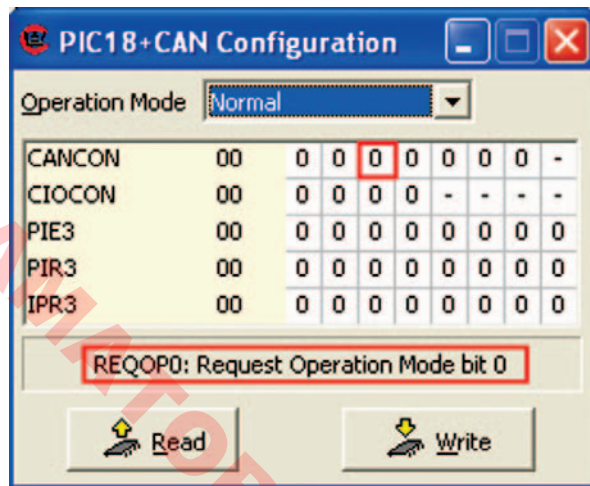 PIC18+CAN Configuration
Operation Mode Normal
CANCON 00 0 0 0 0 0 0 0 -
CIOCON 00 0 0 0 0 - - - -
PIE3 00 0 0 0 0 0 0 0 0
PIR3 00 0 0 0 0 0 0 0 0
IPR3 00 0 0 0 0 0 0 0 0
REQOP0: Request Operation Mode bit 0
Read Write